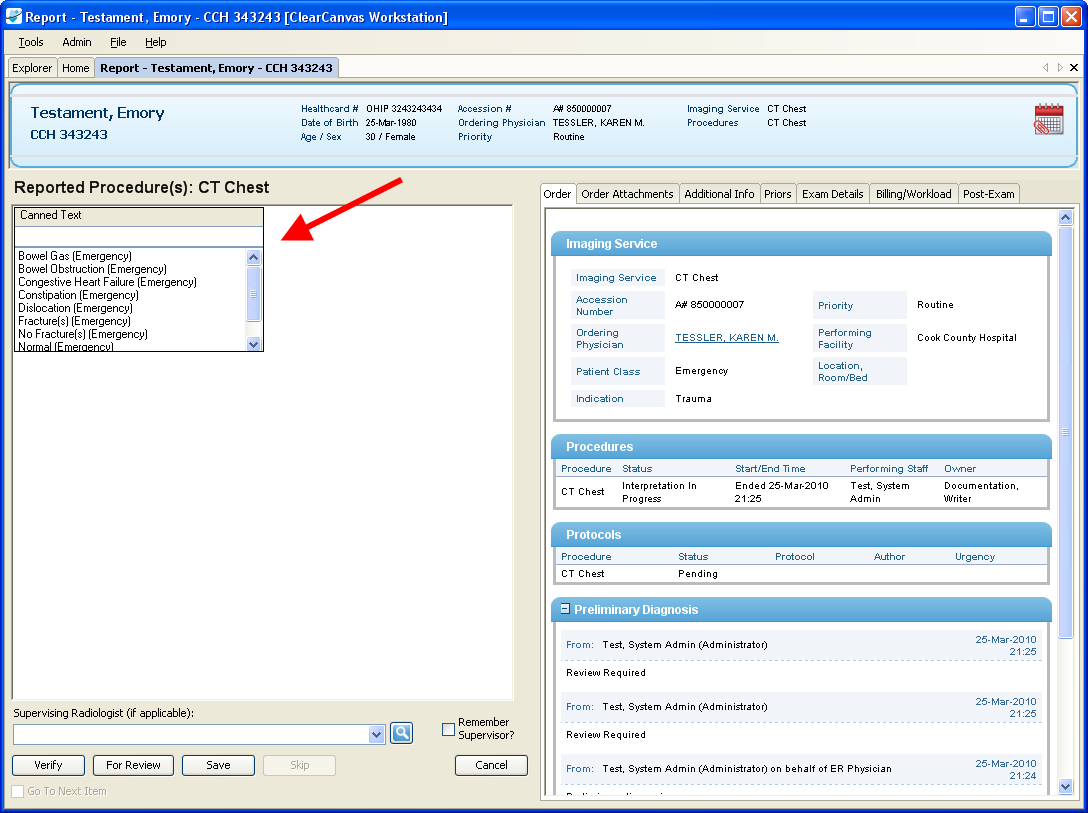 Report - Testament, Emory - CCH 343243 [ClearCanvas Workstation]
Tools Admin File Help
Explorer Home Report - Testament, Emory - CCH 343243
Testament, Emory
CCH 343243
Healthcard # OHIP 3243243434 Accession # A# 850000007 Imaging Service CT Chest
Date of Birth 25-Mar-1980 Ordering Physician TESSLER, KAREN M. Procedures CT Chest
Age / Sex 30 / Female Priority Routine
Reported Procedure(s): CT Chest
Canned Text
Bowel Gas (Emergency)
Bowel Obstruction (Emergency)
Congestive Heart Failure (Emergency)
Constipation (Emergency)
Dislocation (Emergency)
Fracture(s) (Emergency)
No Fracture(s) (Emergency)
Normal (Emergency)
Supervising Radiologist (if applicable):
Remember
Supervisor?
Verify For Review Save Skip Cancel
Go To Next Item
Order Order Attachments Additional Info Priors Exam Details Billing/Workload Post-Exam
Imaging Service
Imaging Service CT Chest
Accession
Number A# 850000007 Priority Routine
Ordering
Physician TESSLER, KAREN M. Performing
Facility Cook County Hospital
Patient Class Emergency Location,
Room/Bed
Indication Trauma
Procedures
Procedure Status Start/End Time Performing Staff Owner
CT Chest Interpretation In
Progress Ended 25-Mar-2010
21:25 Test, System
Admin Documentation,
Writer
Protocols
Procedure Status Protocol Author Urgency
CT Chest Pending
Preliminary Diagnosis
From: Test, System Admin (Administrator) 25-Mar-2010
21:25
Review Required
From: Test, System Admin (Administrator) 25-Mar-2010
21:25
Review Required
From: Test, System Admin (Administrator) on behalf of ER Physician 25-Mar-2010
21:24